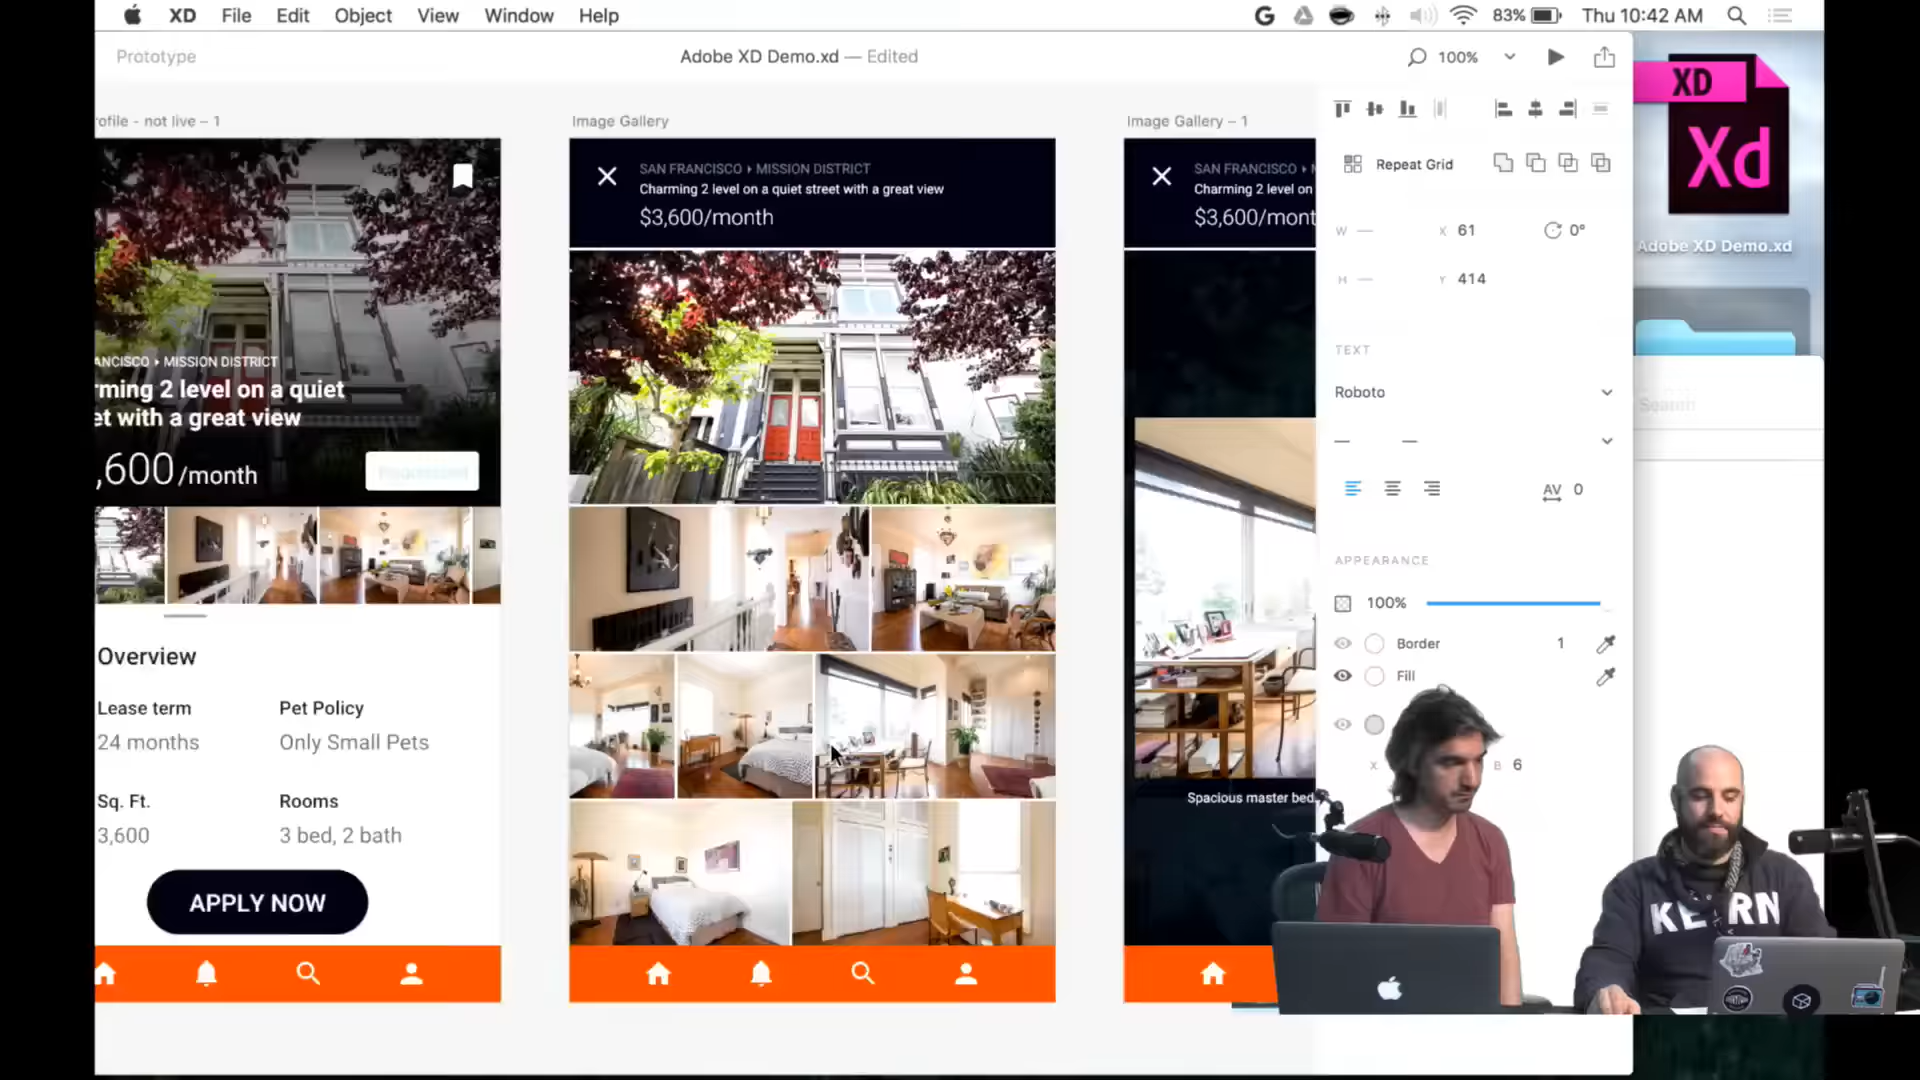 XD File Edit Object View Window Help
83% Thu 10:42 AM
Prototype
Adobe XD Demo.xd — Edited
100%
ofile - not live – 1
Image Gallery
Image Gallery – 1
ANCISCO ▸ MISSION DISTRICT
rming 2 level on a quiet
et with a great view
,600/month
Overview
Lease term
Pet Policy
24 months
Only Small Pets
Sq. Ft.
Rooms
3,600
3 bed, 2 bath
APPLY NOW
SAN FRANCISCO ▸ MISSION DISTRICT
Charming 2 level on a quiet street with a great view
$3,600/month
SAN FRANCISCO ▸
Charming 2 level on
$3,600/mont
Spacious master bed
Repeat Grid
W — X 61 0°
H — Y 414
TEXT
Roboto
— —
AV 0
APPEARANCE
100%
Border 1
Fill
X B 6
XD
Xd
Adobe XD Demo.xd
Search
KE RN